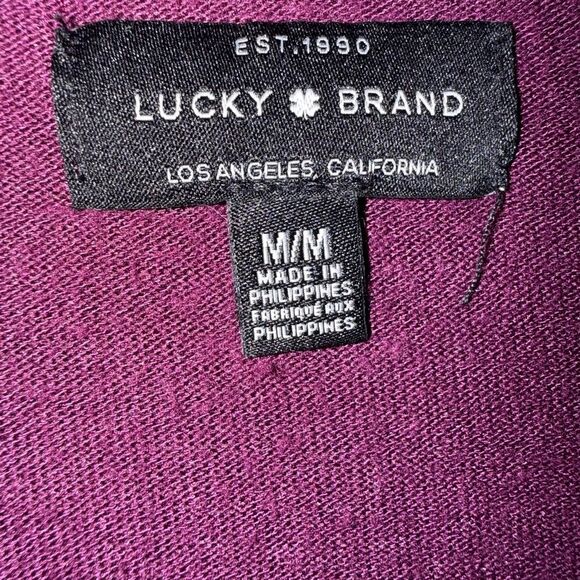 EST.1990
LUCKY BRAND
LOS ANGELES, CALIFORNIA
M/M
MADE IN
PHILIPPINES
FABRIQUÉ AUX
PHILIPPINES